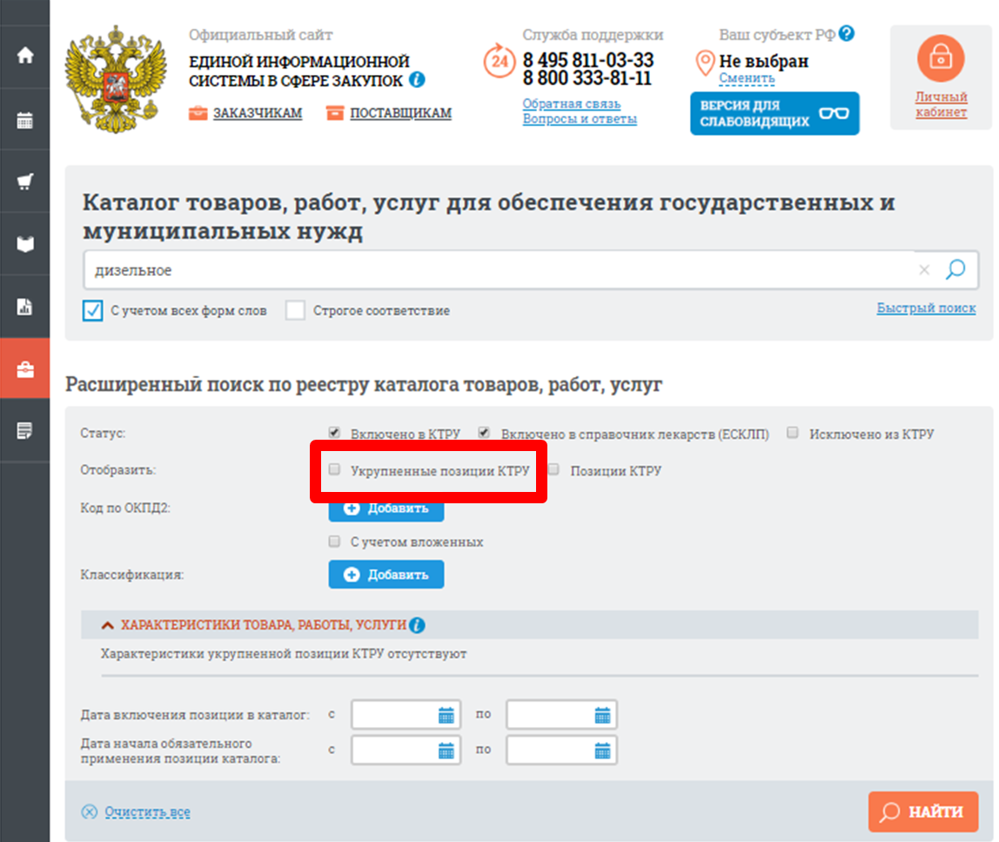 Официальный сайт
ЕДИНОЙ ИНФОРМАЦИОННОЙ
СИСТЕМЫ В СФЕРЕ ЗАКУПОК
ЗАКАЗЧИКАМ
ПОСТАВЩИКАМ
24
Служба поддержки
8 495 811-03-33
8 800 333-81-11
Обратная связь
Вопросы и ответы
Ваш субъект РФ
Не выбран
Сменить
ВЕРСИЯ ДЛЯ
СЛАБОВИДЯЩИХ
Личный
кабинет
Каталог товаров, работ, услуг для обеспечения государственных и
муниципальных нужд
дизельное
С учетом всех форм слов
Строгое соответствие
Быстрый поиск
Расширенный поиск по реестру каталога товаров, работ, услуг
Статус: Включено в КТРУ Включено в справочник лекарств (ЕСКЛП) Исключено из КТРУ
Отобразить: Укрупненные позиции КТРУ Позиции КТРУ
Код по ОКПД2: Добавить
С учетом вложенных
Классификация: Добавить
ХАРАКТЕРИСТИКИ ТОВАРА, РАБОТЫ, УСЛУГИ
Характеристики укрупненной позиции КТРУ отсутствуют
Дата включения позиции в каталог: с по
Дата начала обязательного
применения позиции каталога: с по
Очистить все
НАЙТИ